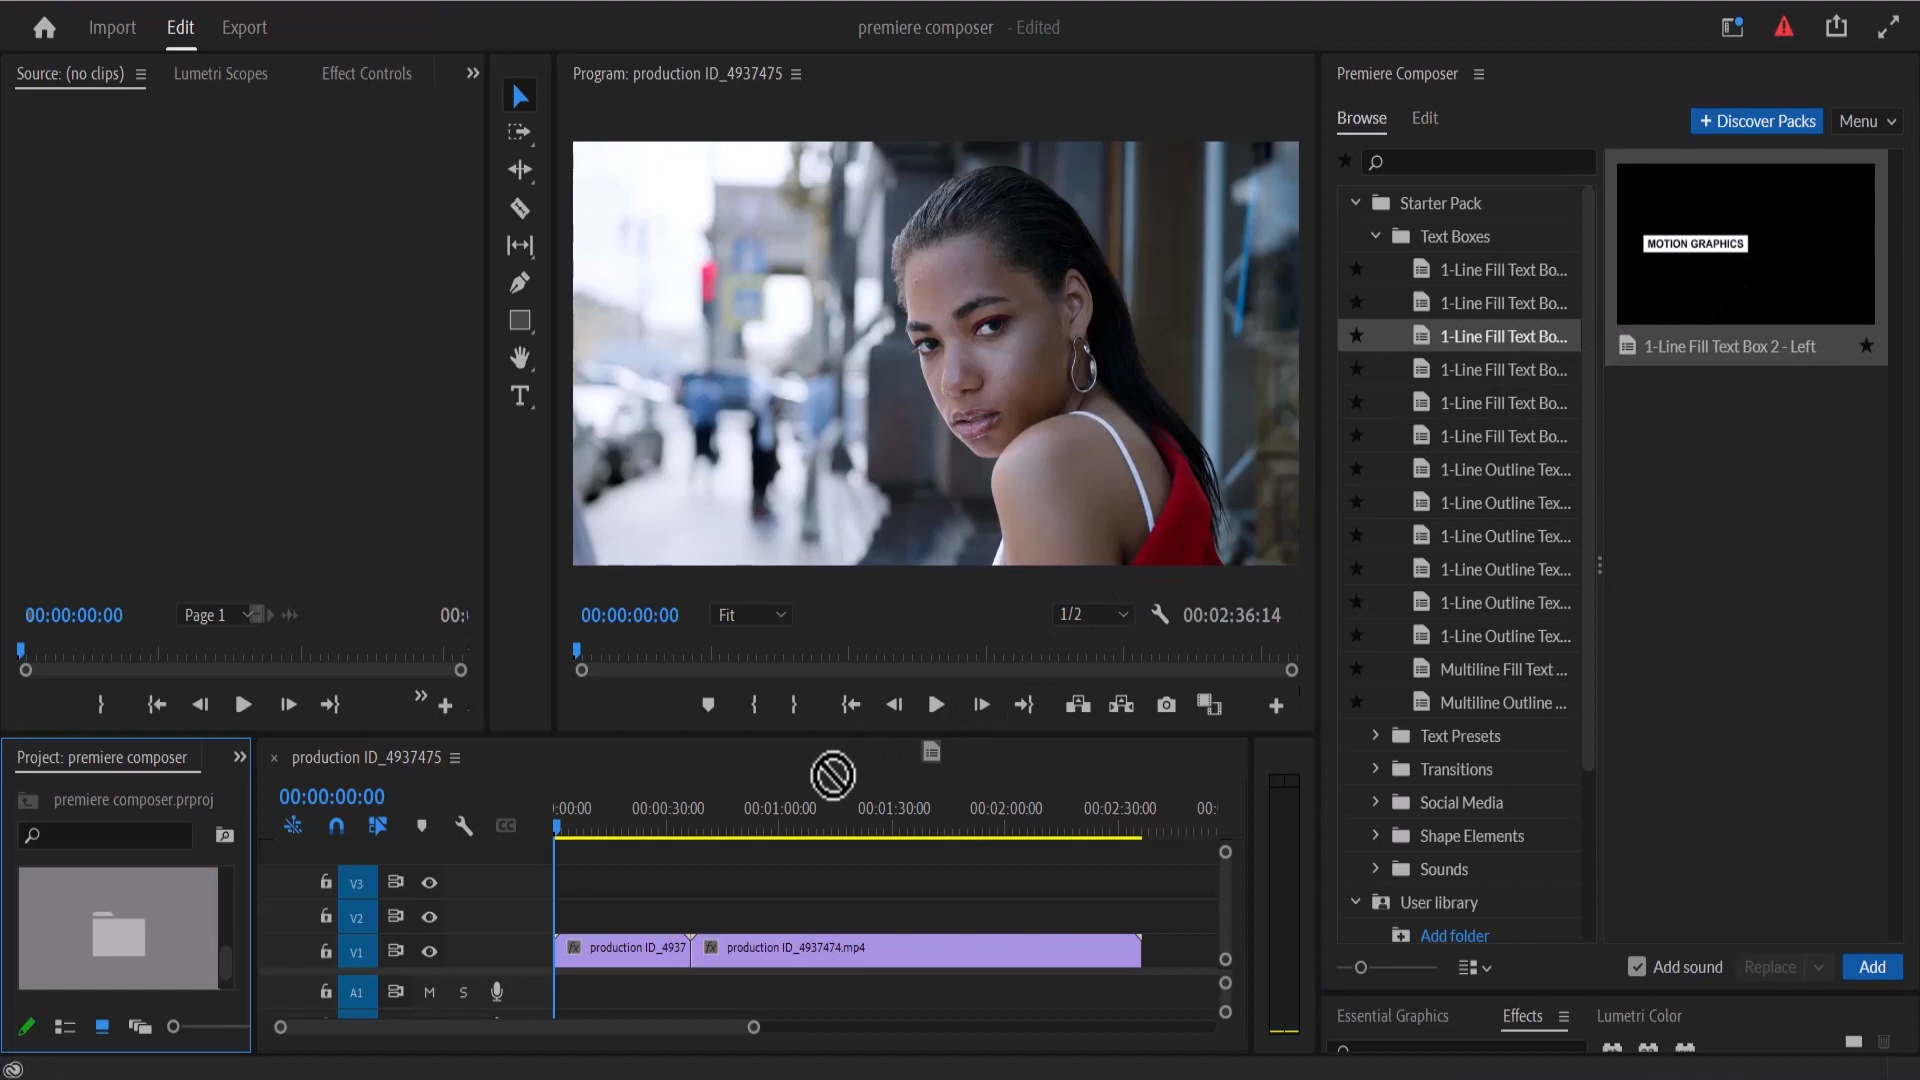 Import Edit Export
premiere composer - Edited
Source: (no clips)
Lumetri Scopes
Effect Controls
Program: production ID_4937475
Premiere Composer
Browse
Edit
+ Discover Packs
Menu
Starter Pack
Text Boxes
1-Line Fill Text Bo...
1-Line Fill Text Bo...
1-Line Fill Text Bo...
1-Line Fill Text Bo...
1-Line Fill Text Bo...
1-Line Fill Text Bo...
1-Line Outline Tex...
1-Line Outline Tex...
1-Line Outline Tex...
1-Line Outline Tex...
1-Line Outline Tex...
1-Line Outline Tex...
Multiline Fill Text ...
Multiline Outline ...
Text Presets
Transitions
Social Media
Shape Elements
Sounds
User library
Add folder
MOTION GRAPHICS
1-Line Fill Text Box 2 - Left
Add sound
Replace
Add
00:00:00:00
Page 1
00:0
00:00:00:00
Fit
1/2
00:02:36:14
Project: premiere composer
premiere composer.prproj
× production ID_4937475
00:00:00:00
:00:00
00:00:30:00
00:01:00:00
00:01:30:00
00:02:00:00
00:02:30:00
00:
CC
V3
V2
V1
production ID_4937
production ID_4937474.mp4
A1
M
S
Essential Graphics
Effects
Lumetri Color